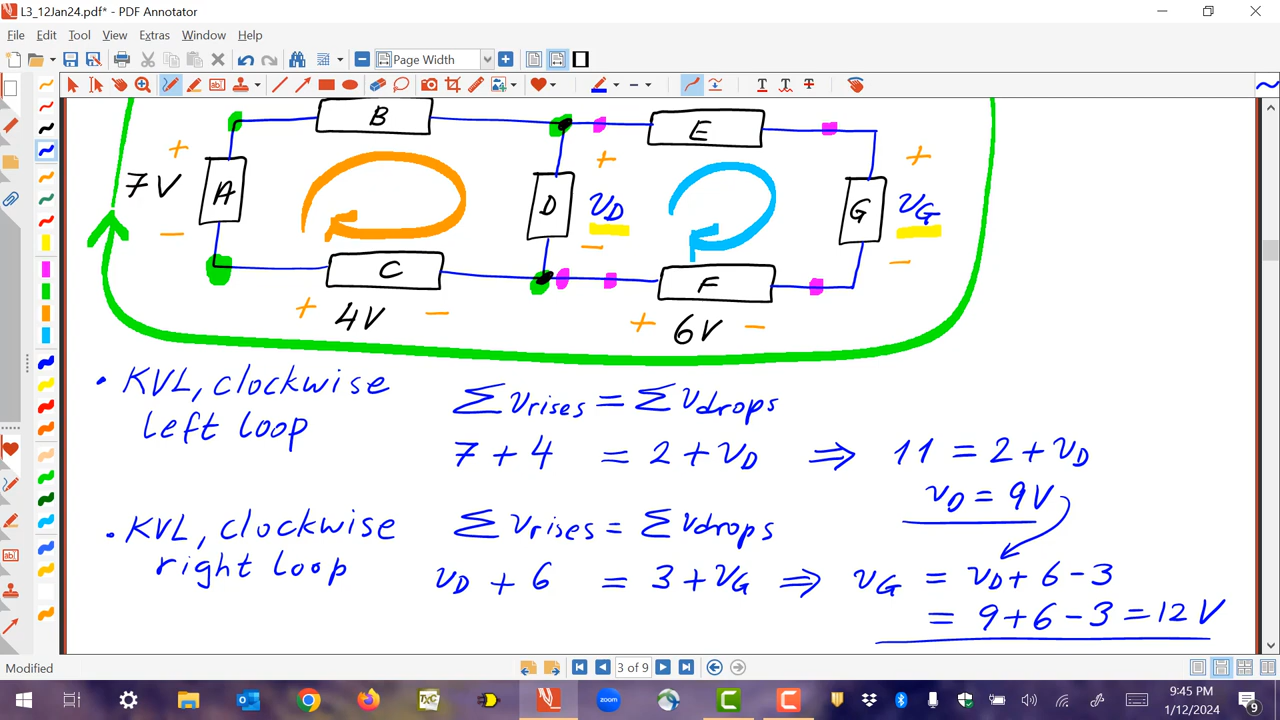 L3_12Jan24.pdf* - PDF Annotator
File Edit Tool View Extras Window Help
Page Width
B
E
+
7V
A
−
+
D
vD
−
+
G
vG
−
C
+ 4V −
F
+ 6V −
• KVL, clockwise
left loop
∑ vrises = ∑ vdrops
7 + 4 = 2 + vD ⇒ 11 = 2 + vD
vD = 9V
• KVL, clockwise
right loop
∑ vrises = ∑ vdrops
vD + 6 = 3 + vG ⇒ vG = vD + 6 - 3
= 9 + 6 - 3 = 12 V
Modified
3 of 9
9:45 PM
1/12/2024
zoom
9